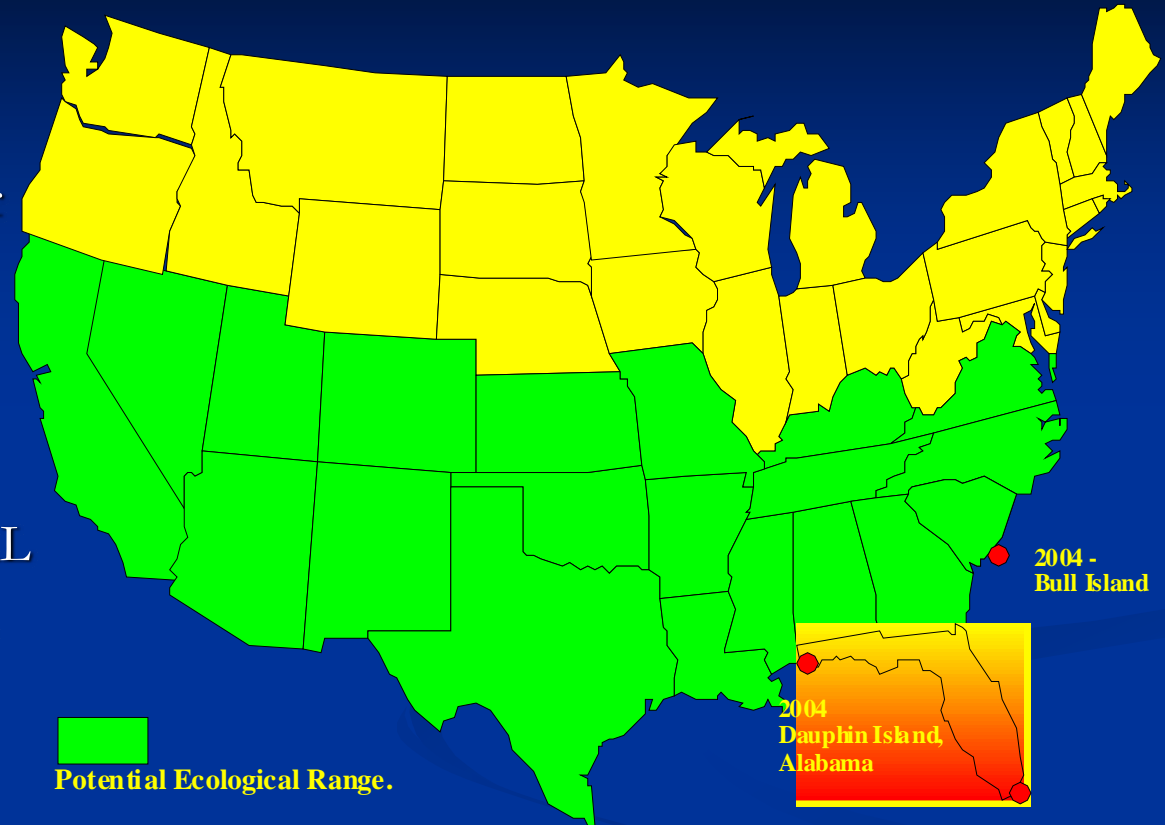 L
2004 -
Bull Island
2004
Dauphin Island,
Alabama
Potential Ecological Range.